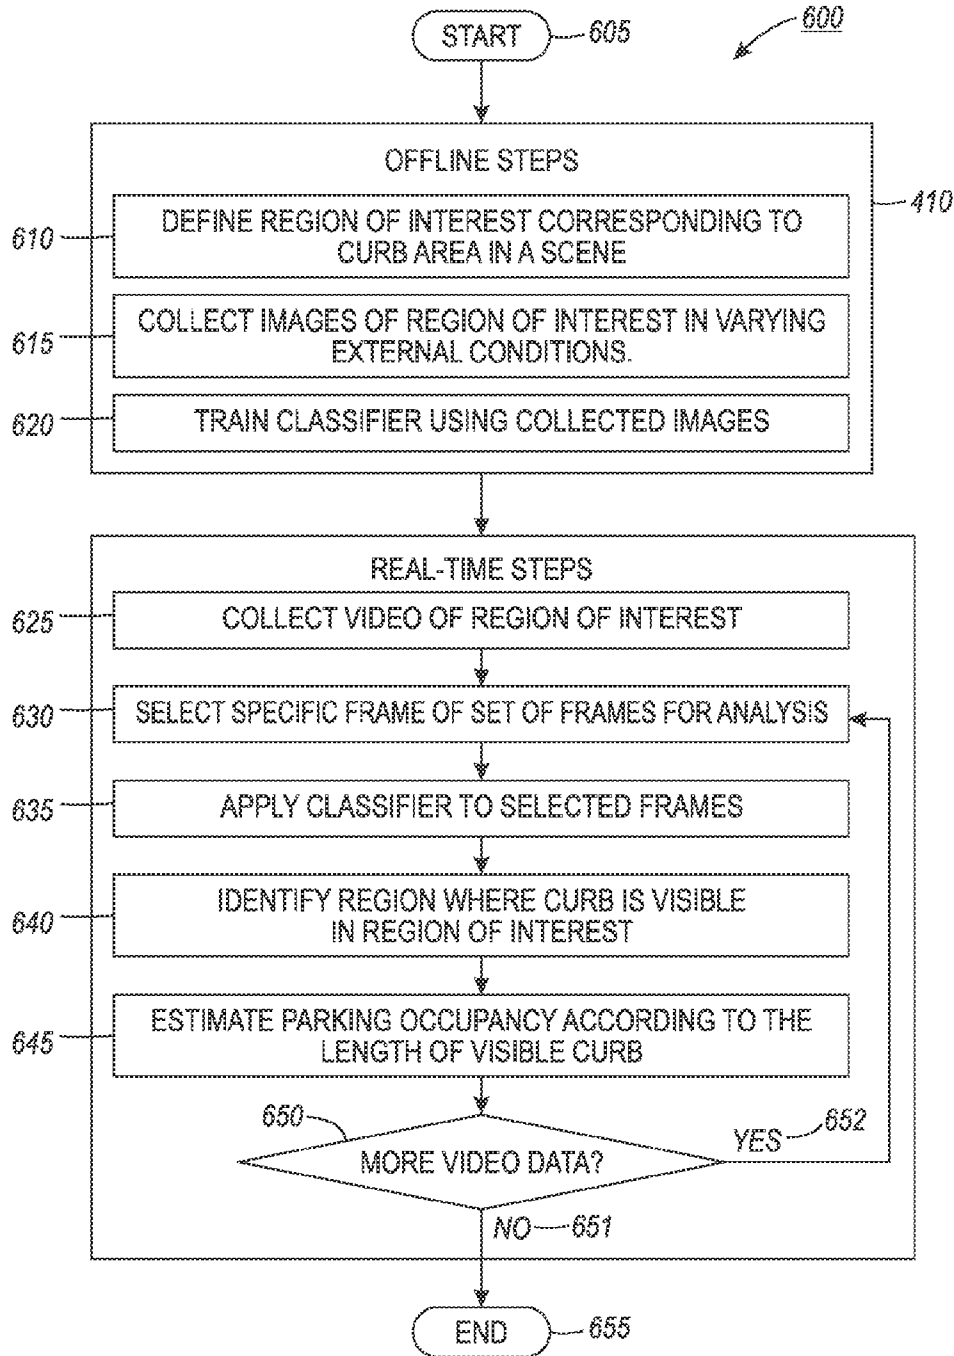 600
START 605
OFFLINE STEPS
410
610 DEFINE REGION OF INTEREST CORRESPONDING TO
CURB AREA IN A SCENE
615 COLLECT IMAGES OF REGION OF INTEREST IN VARYING
EXTERNAL CONDITIONS.
620 TRAIN CLASSIFIER USING COLLECTED IMAGES
REAL-TIME STEPS
625 COLLECT VIDEO OF REGION OF INTEREST
630 SELECT SPECIFIC FRAME OF SET OF FRAMES FOR ANALYSIS
635 APPLY CLASSIFIER TO SELECTED FRAMES
640 IDENTIFY REGION WHERE CURB IS VISIBLE
IN REGION OF INTEREST
645 ESTIMATE PARKING OCCUPANCY ACCORDING TO THE
LENGTH OF VISIBLE CURB
650
YES 652
MORE VIDEO DATA?
NO 651
END 655